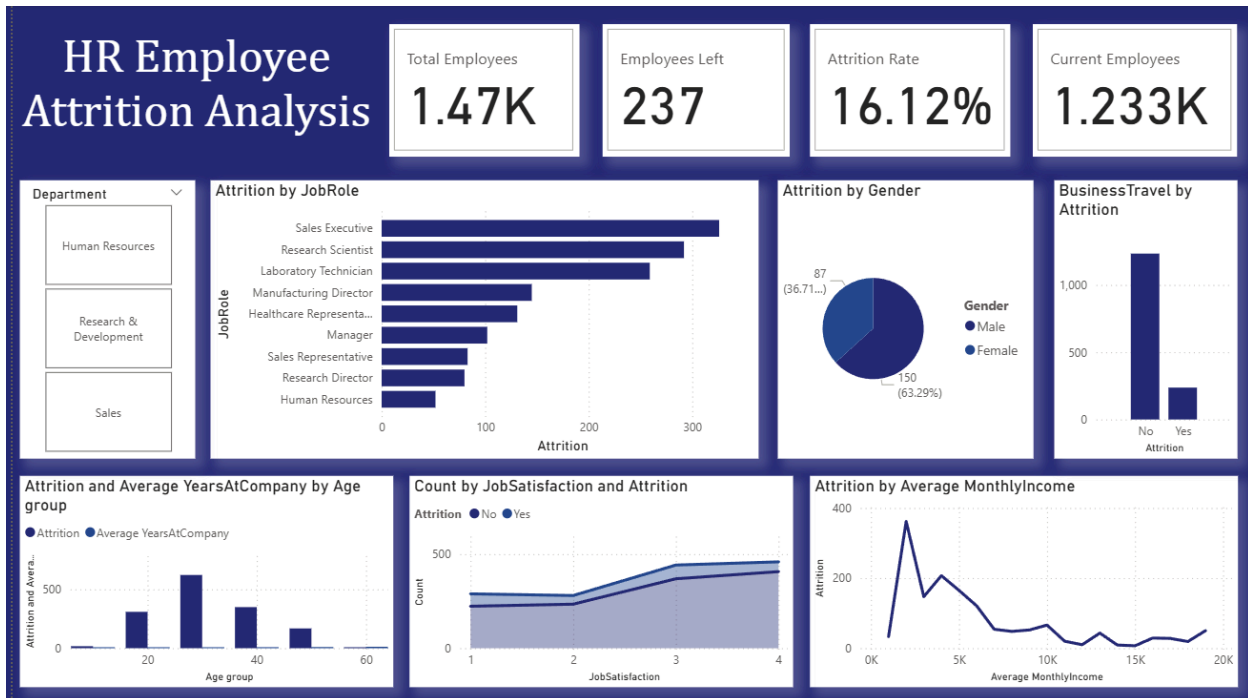 HR Employee
Attrition Analysis
Total Employees
1.47K
Employees Left
237
Attrition Rate
16.12%
Current Employees
1.233K
Department
Human Resources
Research &
Development
Sales
Attrition by JobRole
JobRole
Sales Executive
Research Scientist
Laboratory Technician
Manufacturing Director
Healthcare Representa...
Manager
Sales Representative
Research Director
Human Resources
0 100 200 300
Attrition
Attrition by Gender
87
(36.71...)
150
(63.29%)
Gender
Male
Female
BusinessTravel by
Attrition
1,000
500
0
No Yes
Attrition
Attrition and Average YearsAtCompany by Age
group
Attrition Average YearsAtCompany
Attrition and Avera...
500
0
20 40 60
Age group
Count by JobSatisfaction and Attrition
Attrition No Yes
Count
500
0
1 2 3 4
JobSatisfaction
Attrition by Average MonthlyIncome
Attrition
400
200
0
0K 5K 10K 15K 20K
Average MonthlyIncome